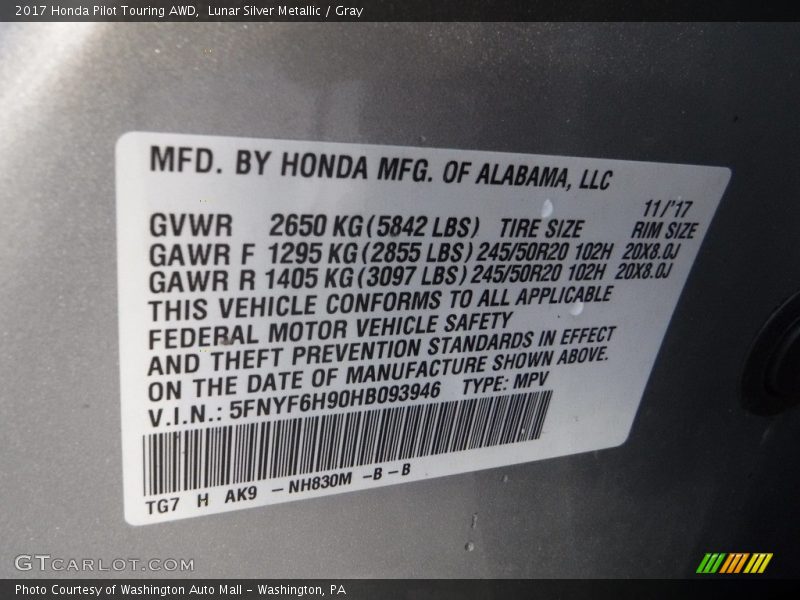 2017 Honda Pilot Touring AWD, Lunar Silver Metallic / Gray
MFD. BY HONDA MFG. OF ALABAMA, LLC
11/'17
GVWR 2650 KG (5842 LBS) TIRE SIZE RIM SIZE
GAWR F 1295 KG (2855 LBS) 245/50R20 102H 20X8.0J
GAWR R 1405 KG (3097 LBS) 245/50R20 102H 20X8.0J
THIS VEHICLE CONFORMS TO ALL APPLICABLE
FEDERAL MOTOR VEHICLE SAFETY
AND THEFT PREVENTION STANDARDS IN EFFECT
ON THE DATE OF MANUFACTURE SHOWN ABOVE.
V.I.N.: 5FNYF6H90HB093946 TYPE: MPV
TG7 H AK9 – NH830M – B – B
GTCARLOT.COM
Photo Courtesy of Washington Auto Mall – Washington, PA